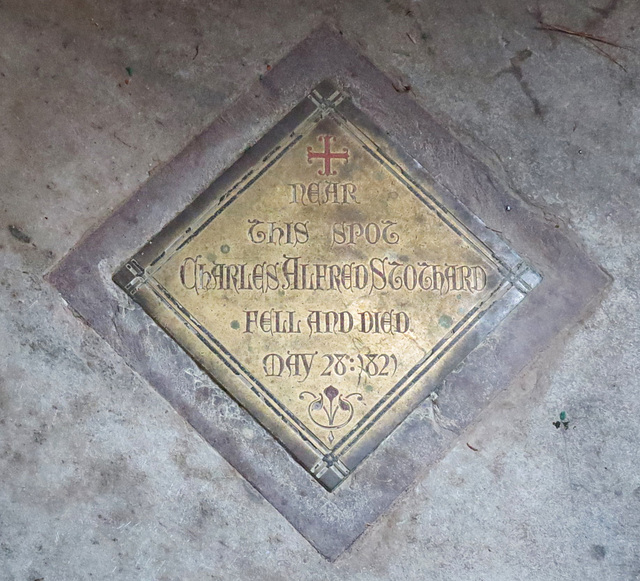 NEAR
THIS SPOT
CHARLES ALFRED STOTHARD
FELL AND DIED
MAY 28: 1821